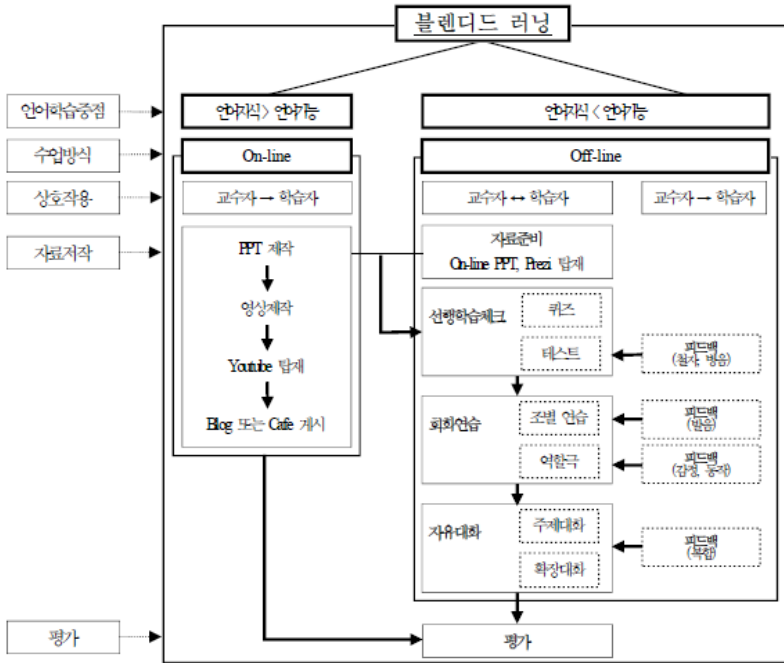 블렌디드 러닝
언어학습중점
언어지식 > 언어기능
언어지식 < 언어기능
수업방식
On-line
Off-line
상호작용
교수자 → 학습자
교수자 ↔ 학습자
교수자 → 학습자
자료저작
PPT 제작
영상제작
Youtube 탑재
Blog 또는 Cafe 게시
자료준비
On-line PPT, Prezi 탑재
선행학습체크
퀴즈
테스트
피드백
(철자, 병음)
회화연습
조별 연습
피드백
(발음)
역할극
피드백
(감정, 동작)
자유대화
주제대화
확장대화
피드백
(복합)
평가
평가